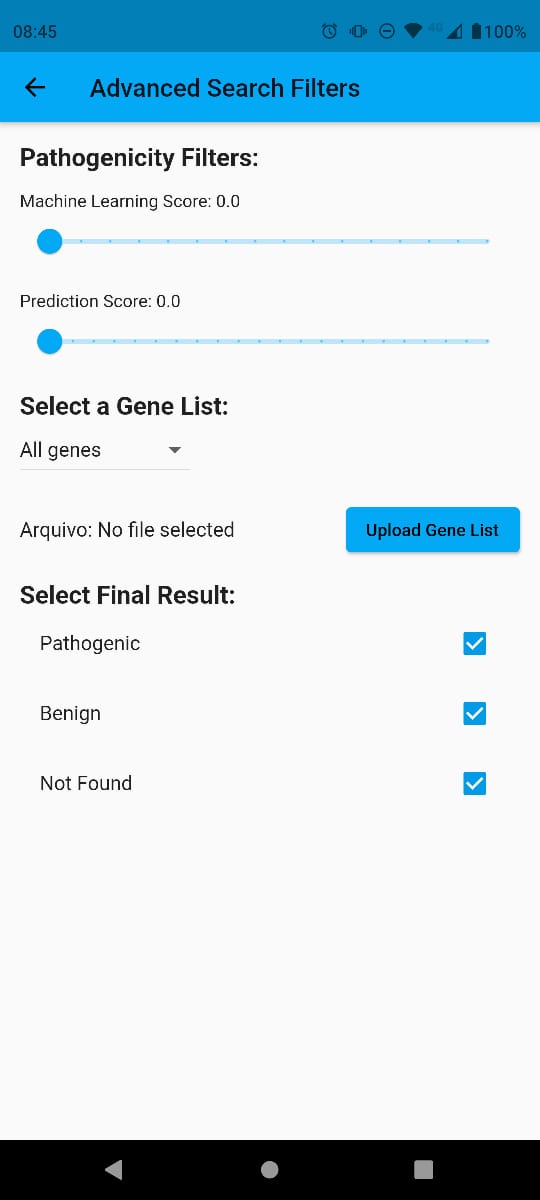 08:45
4G 100%
Advanced Search Filters
Pathogenicity Filters:
Machine Learning Score: 0.0
Prediction Score: 0.0
Select a Gene List:
All genes
Arquivo: No file selected
Upload Gene List
Select Final Result:
Pathogenic
Benign
Not Found